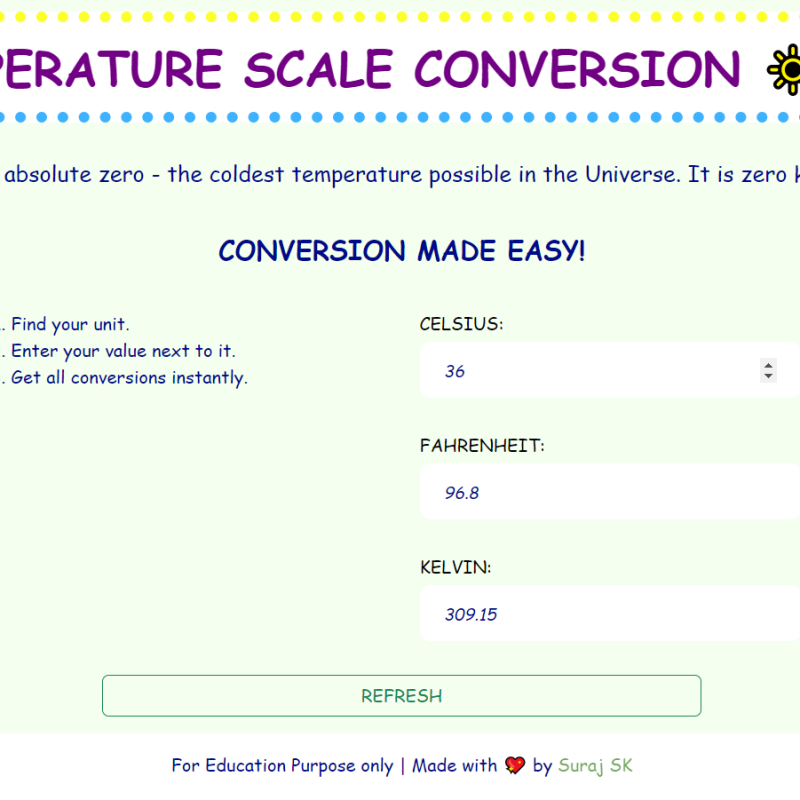 PERATURE SCALE CONVERSION
absolute zero - the coldest temperature possible in the Universe. It is zero
CONVERSION MADE EASY!
. Find your unit.
. Enter your value next to it.
. Get all conversions instantly.
CELSIUS:
36
FAHRENHEIT:
96.8
KELVIN:
309.15
REFRESH
For Education Purpose only | Made with 💖 by Suraj SK